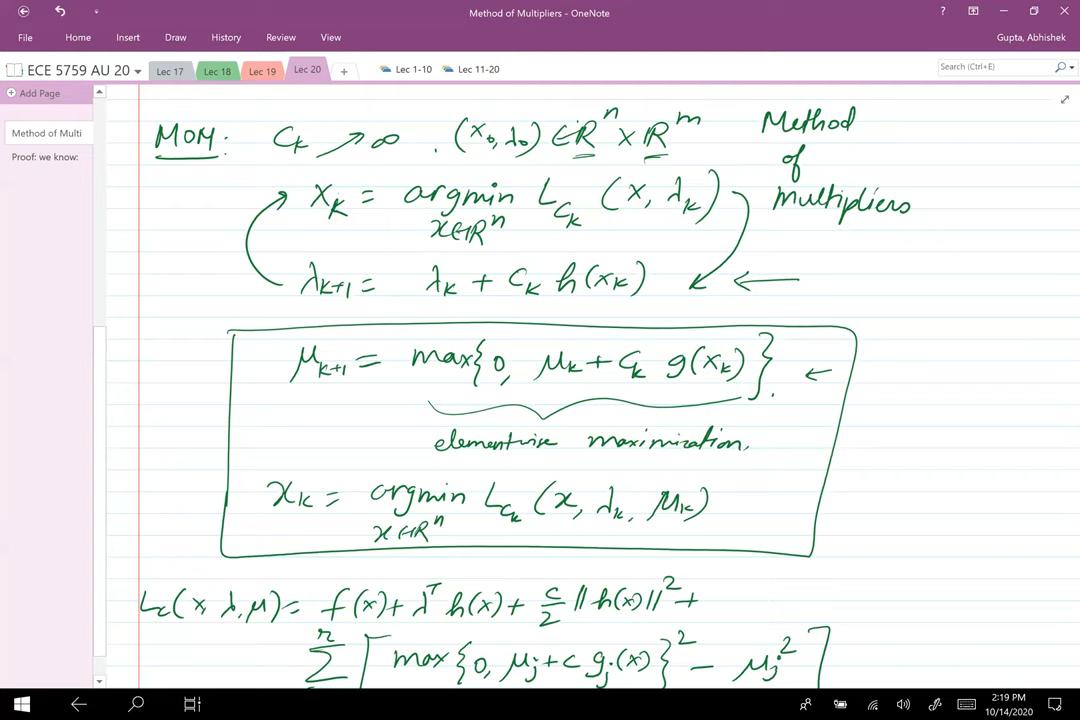 Method of Multipliers - OneNote
?
File Home Insert Draw History Review View
Gupta, Abhishek
ECE 5759 AU 20
Lec 17 Lec 18 Lec 19 Lec 20 +
Lec 1-10 Lec 11-20
Search (Ctrl+E)
Add Page
Method of Multi
Proof: we know:
MOM: C_k ↗ ∞ . (x_0, λ_0) ∈ ℝ^n × ℝ^m
Method
of
multipliers
x_k = argmin L_{C_k} (x, λ_k)
x∈ℝ^n
λ_{k+1} = λ_k + C_k h(x_k) ←
μ_{k+1} = max{0, μ_k + C_k g(x_k)}. ←
elementwise maximization.
x_k = argmin L_{C_k} (x, λ_k, μ_k)
x∈ℝ^n
L_c(x, λ, μ) = f(x) + λ^T h(x) + c/2 ||h(x)||^2 +
r
Σ [ max{0, μ_j + c g_j(x)}^2 − μ_j^2 ]
2:19 PM
10/14/2020